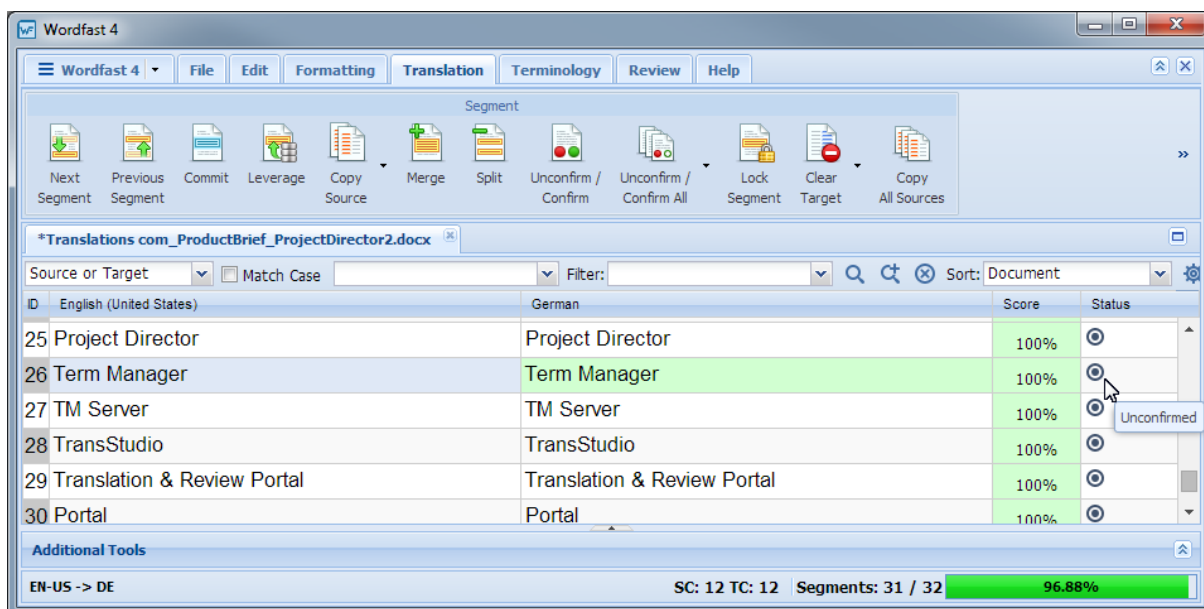 WF Wordfast 4
Wordfast 4 File Edit Formatting Translation Terminology Review Help
Segment
Next Segment
Previous Segment
Commit
Leverage
Copy Source
Merge
Split
Unconfirm / Confirm
Unconfirm / Confirm All
Lock Segment
Clear Target
Copy All Sources
»
*Translations com_ProductBrief_ProjectDirector2.docx
Source or Target Match Case Filter: Sort: Document
ID English (United States) German Score Status
25 Project Director Project Director 100%
26 Term Manager Term Manager 100%
27 TM Server TM Server 100%
Unconfirmed
28 TransStudio TransStudio 100%
29 Translation & Review Portal Translation & Review Portal 100%
30 Portal Portal 100%
Additional Tools
EN-US -> DE SC: 12 TC: 12 Segments: 31 / 32 96.88%